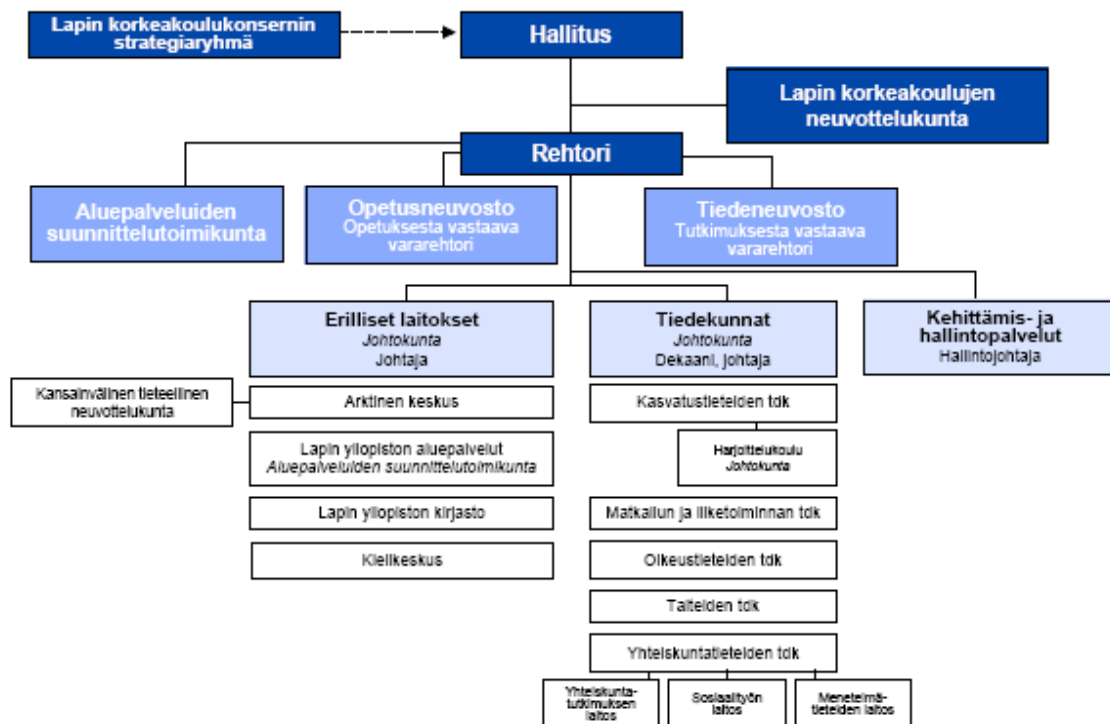 Lapin korkeakoulukonsernin
strategiaryhmä
Hallitus
Lapin korkeakoulujen
neuvottelukunta
Rehtori
Aluepalveluiden
suunnittelutoimikunta
Opetusneuvosto
Opetuksesta vastaava
vararehtori
Tiedeneuvosto
Tutkimuksesta vastaava
vararehtori
Erilliset laitokset
Johtokunta
Johtaja
Tiedekunnat
Johtokunta
Dekaani, johtaja
Kehittämis- ja
hallintopalvelut
Hallintojohtaja
Kansainvälinen tieteellinen
neuvottelukunta
Arktinen keskus
Kasvatustieteiden tdk
Lapin yliopiston aluepalvelut
Aluepalveluiden suunnittelutoimikunta
Harjoittelukoulu
Johtokunta
Lapin yliopiston kirjasto
Matkailun ja liiketoiminnan tdk
Kielikeskus
Oikeustieteiden tdk
Taiteiden tdk
Yhteiskuntatieteiden tdk
Yhteiskunta-
tutkimuksen
laitos
Sosiaalityön
laitos
Menetelmä-
tieteiden laitos